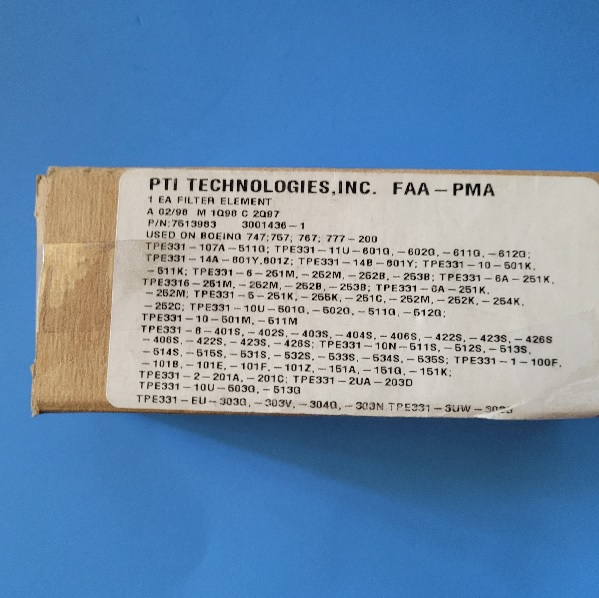 PTI TECHNOLOGIES,INC. FAA-PMA
1 EA FILTER ELEMENT
A 02/98 M 1Q98 C 2Q97
P/N:7513983 3001436-1
USED ON BOEING 747;757; 767; 777-200
TPE331-107A-511G; TPE331-11U-601G, -602G, -611G, -612G;
TPE331-14A-801Y,801Z; TPE331-14B-801Y; TPE331-10-501K,
-511K; TPE331-6-251M, -252M, -252B, -253B; TPE331-6A-251K,
TPE3316-251M, -252M, -252B, -253B; TPE331-6A-251K,
-252M; TPE331-5-251K, -255K, -251C, -252M, -252K, -254K,
-252C; TPE331-10U-501G, -502G, -511G, -512G;
TPE331-10-501M, -511M
TPE331-8-401S, -402S, -403S, -404S, -406S, -422S, -423S, -426S
-406S, -422S, -423S, -426S; TPE331-10N-511S, -512S, -513S,
-514S, -515S, -531S, -532S, -533S, -534S, -535S; TPE331-1-100F,
-101B, -101E, -101F, -101Z, -151A, -151G, -151K;
TPE331-2-201A, -201C; TPE331-2UA-203D
TPE331-10U-503G, -513G
TPE331-EU-303G, -303V, -304G, -303N TPE331-3UW-303G